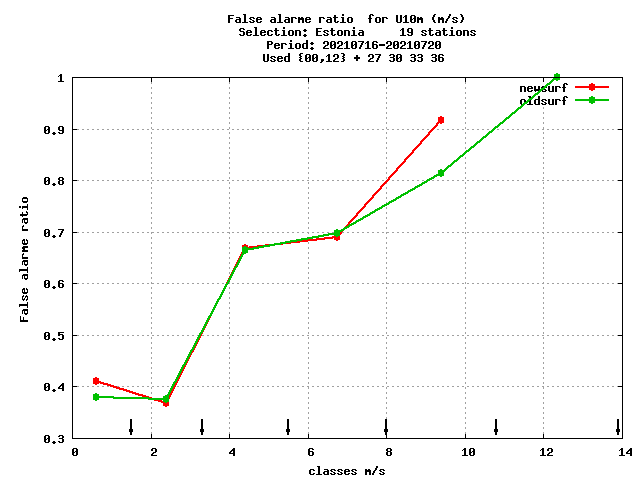 False alarme ratio  for U10m (m/s)
Selection: Estonia     19 stations
Period: 20210716-20210720
Used {00,12} + 27 30 33 36
newsurf
oldsurf
False alarme ratio
1
0.9
0.8
0.7
0.6
0.5
0.4
0.3
0 2 4 6 8 10 12 14
classes m/s